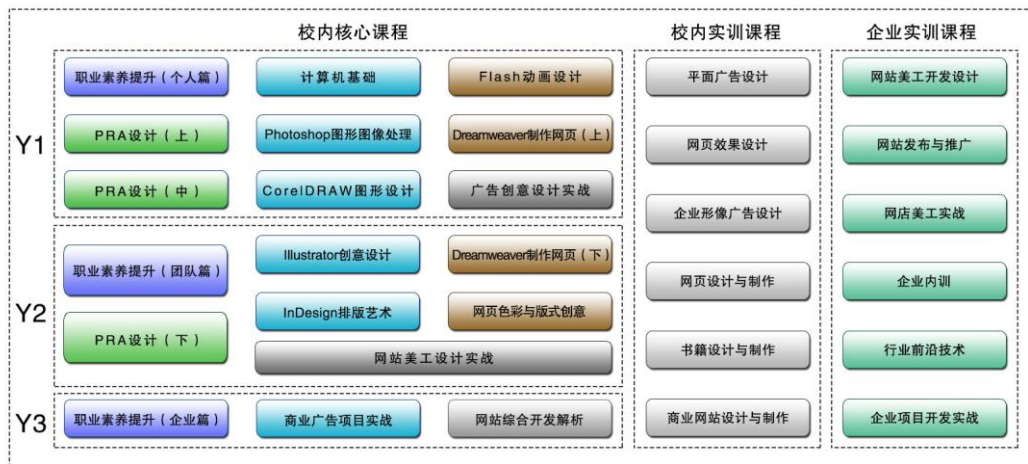 校内核心课程
校内实训课程
企业实训课程
Y1
职业素养提升（个人篇）
计算机基础
Flash动画设计
PRA设计（上）
Photoshop图形图像处理
Dreamweaver制作网页（上）
PRA设计（中）
CorelDRAW图形设计
广告创意设计实战
Y2
职业素养提升（团队篇）
Illustrator创意设计
Dreamweaver制作网页（下）
PRA设计（下）
InDesign排版艺术
网页色彩与版式创意
网站美工设计实战
Y3
职业素养提升（企业篇）
商业广告项目实战
网站综合开发解析
平面广告设计
网页效果设计
企业形像广告设计
网页设计与制作
书籍设计与制作
商业网站设计与制作
网站美工开发设计
网站发布与推广
网店美工实战
企业内训
行业前沿技术
企业项目开发实战